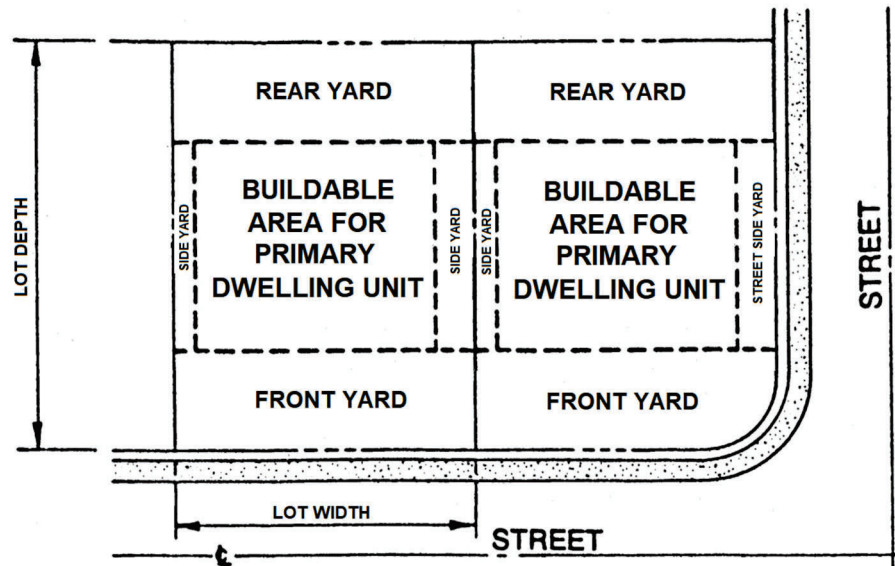 REAR YARD
REAR YARD
LOT DEPTH
SIDE YARD
BUILDABLE
AREA FOR
PRIMARY
DWELLING UNIT
SIDE YARD
SIDE YARD
BUILDABLE
AREA FOR
PRIMARY
DWELLING UNIT
STREET SIDE YARD
STREET
FRONT YARD
FRONT YARD
LOT WIDTH
STREET
℄